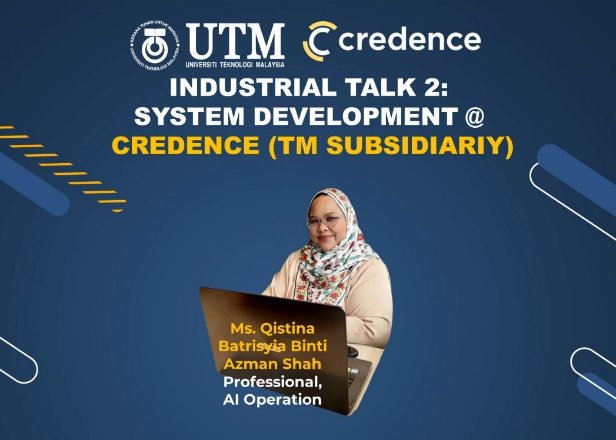 UTM
UNIVERSITI TEKNOLOGI MALAYSIA
credence
INDUSTRIAL TALK 2:
SYSTEM DEVELOPMENT @
CREDENCE (TM SUBSIDIARIY)
Ms. Qistina
Batrisyia Binti
Azman Shah
Professional,
AI Operation